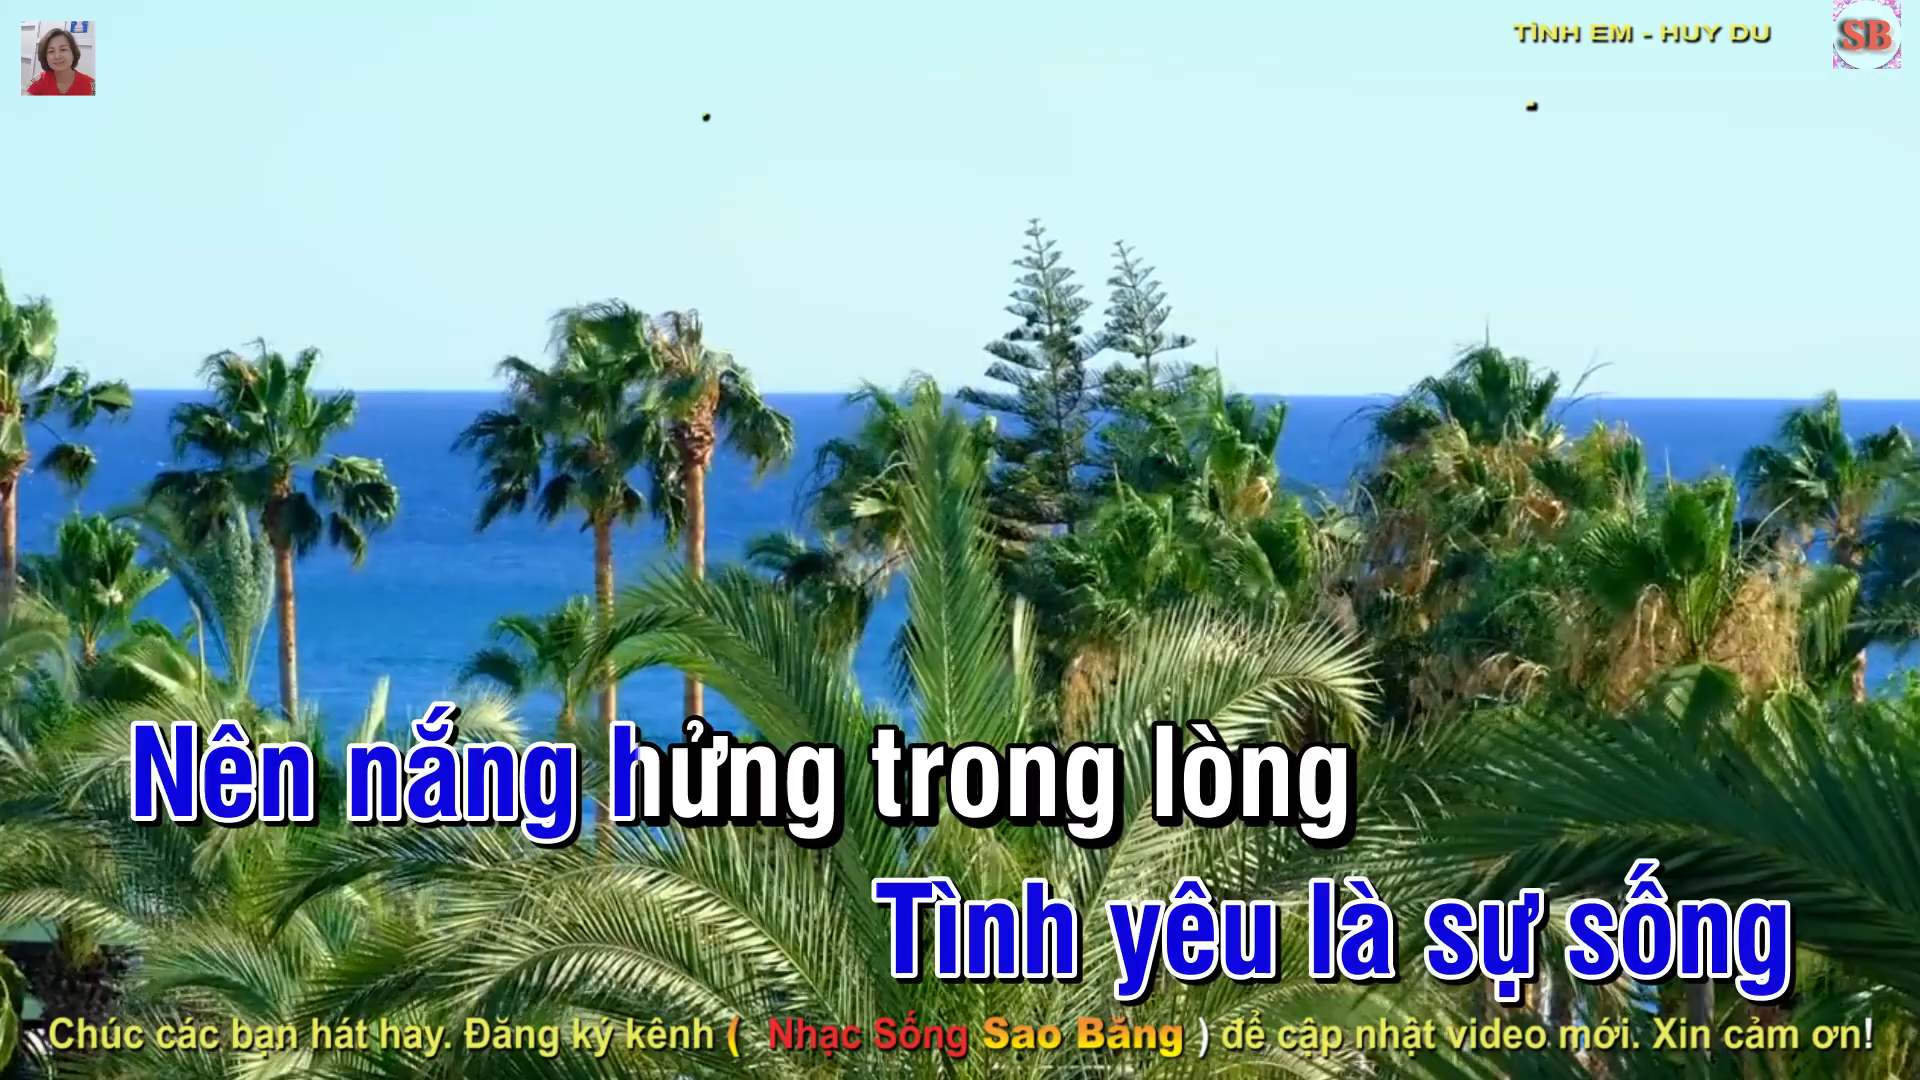 TÌNH EM - HUY DU
SB
Nên nắng hửng trong lòng
Tình yêu là sự sống
Chúc các bạn hát hay. Đăng ký kênh ( Nhạc Sống Sao Băng ) để cập nhật video mới. Xin cảm ơn!